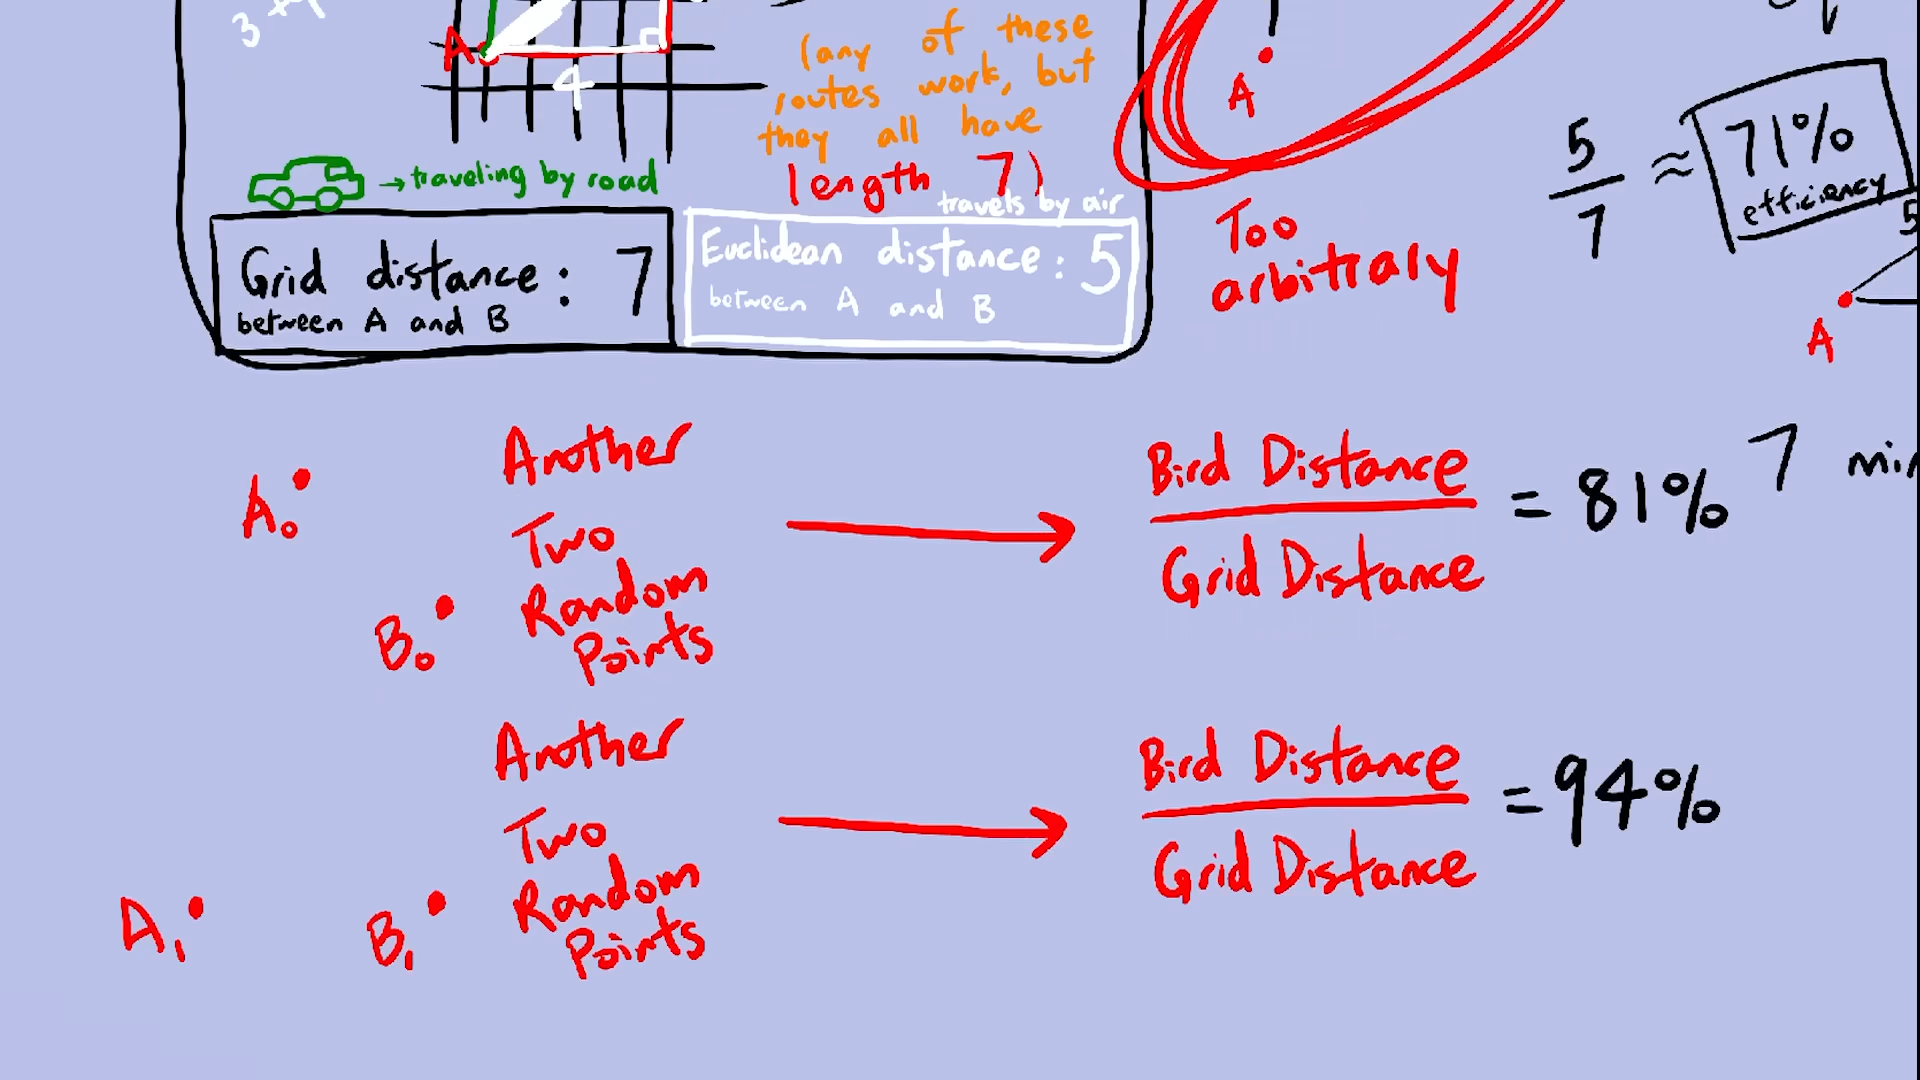 A
4
(any of these
routes work, but
they all have
length 7)
→ traveling by road
travels by air
Grid distance: 7
between A and B
Euclidean distance: 5
between A and B
A
Too
arbitrary
5
7
≈
71%
efficiency
5
A
A₀
B₀
Another
Two
Random
Points
Bird Distance
Grid Distance
= 81%
7
A₁
B₁
Another
Two
Random
Points
Bird Distance
Grid Distance
= 94%